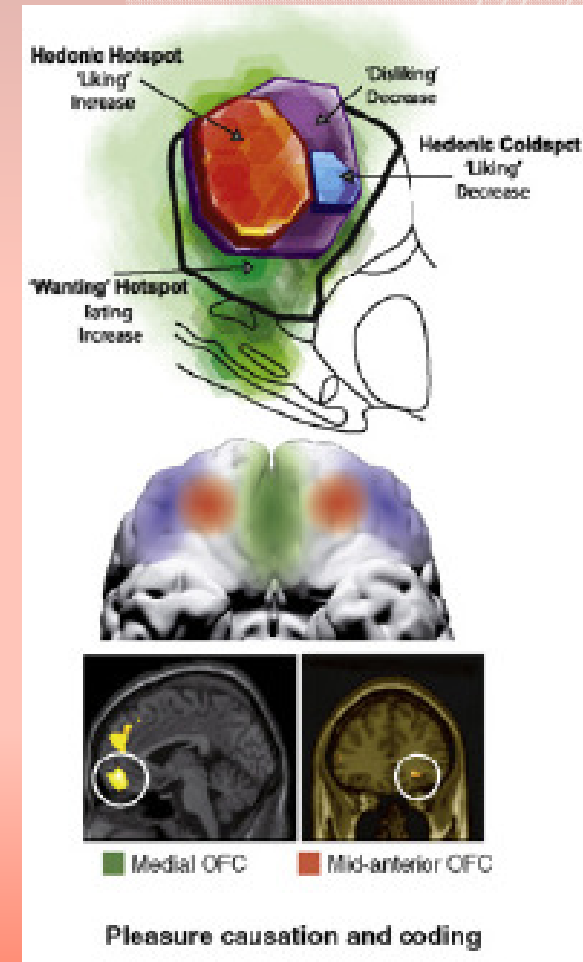 Hedonic Hotspot
'Liking'
Increase
'Disliking'
Decrease
Hedonic Coldspot
'Liking'
Decrease
'Wanting' Hotspot
Eating
Increase
Medial OFC
Mid-anterior OFC
Pleasure causation and coding